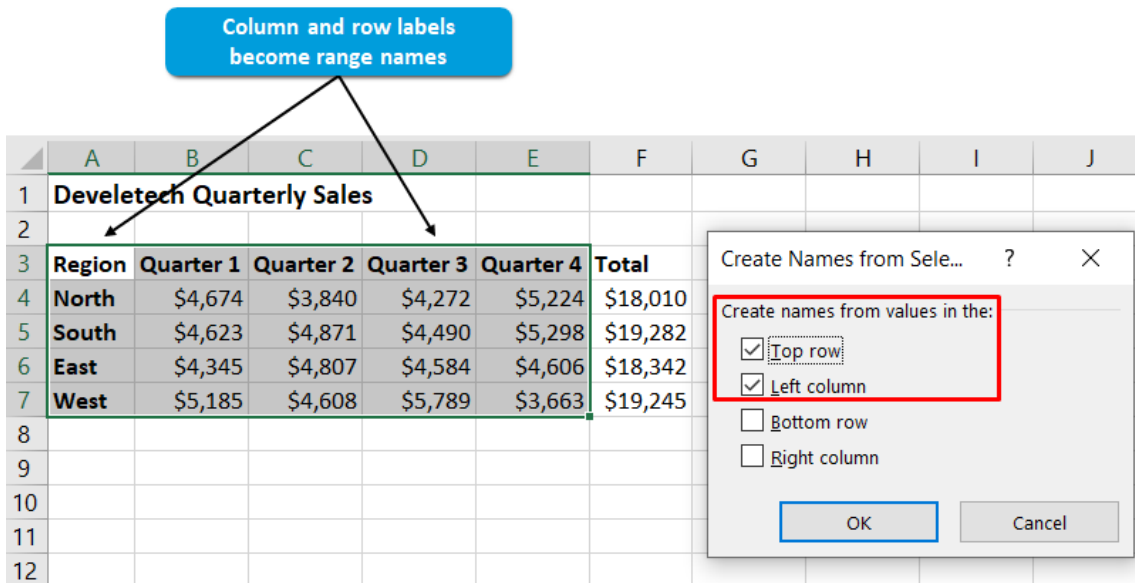 Column and row labels
become range names
A B C D E F G H I J
1 Develetech Quarterly Sales
2
3 Region Quarter 1 Quarter 2 Quarter 3 Quarter 4 Total
4 North $4,674 $3,840 $4,272 $5,224 $18,010
5 South $4,623 $4,871 $4,490 $5,298 $19,282
6 East $4,345 $4,807 $4,584 $4,606 $18,342
7 West $5,185 $4,608 $5,789 $3,663 $19,245
8
9
10
11
12
Create Names from Sele... ?
Create names from values in the:
Top row
Left column
Bottom row
Right column
OK Cancel